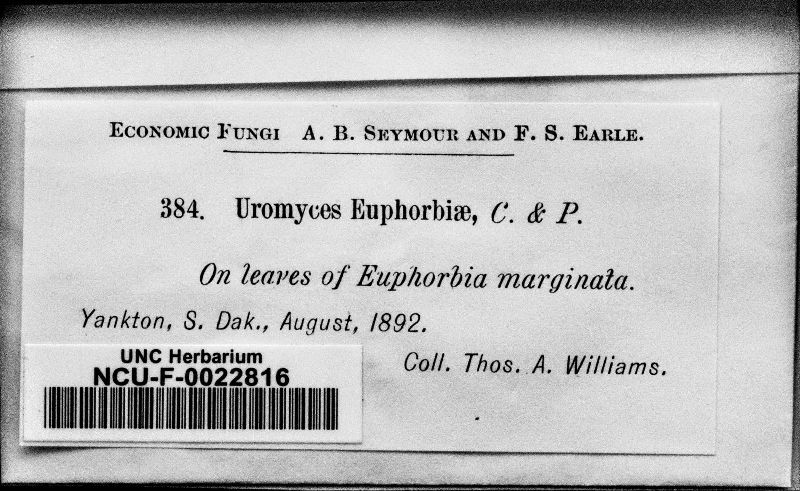 Economic Fungi A. B. Seymour and F. S. Earle.
384. Uromyces Euphorbiæ, C. & P.
On leaves of Euphorbia marginata.
Yankton, S. Dak., August, 1892.
Coll. Thos. A. Williams.
UNC Herbarium
NCU-F-0022816